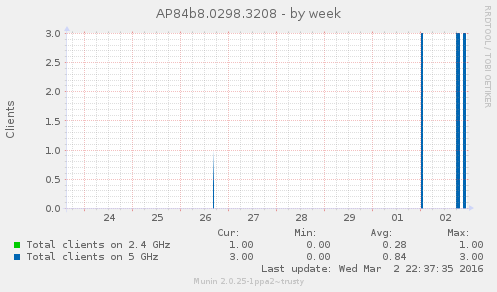 AP84b8.0298.3208 - by week
RRDTOOL / TOBI OETIKER
Clients
3.0
2.5
2.0
1.5
1.0
0.5
0.0
24 25 26 27 28 29 01 02
Cur: Min: Avg: Max:
Total clients on 2.4 GHz 1.00 0.00 0.28 1.00
Total clients on 5 GHz 3.00 0.00 0.84 3.00
Last update: Wed Mar 2 22:37:35 2016
Munin 2.0.25-1ppa2~trusty